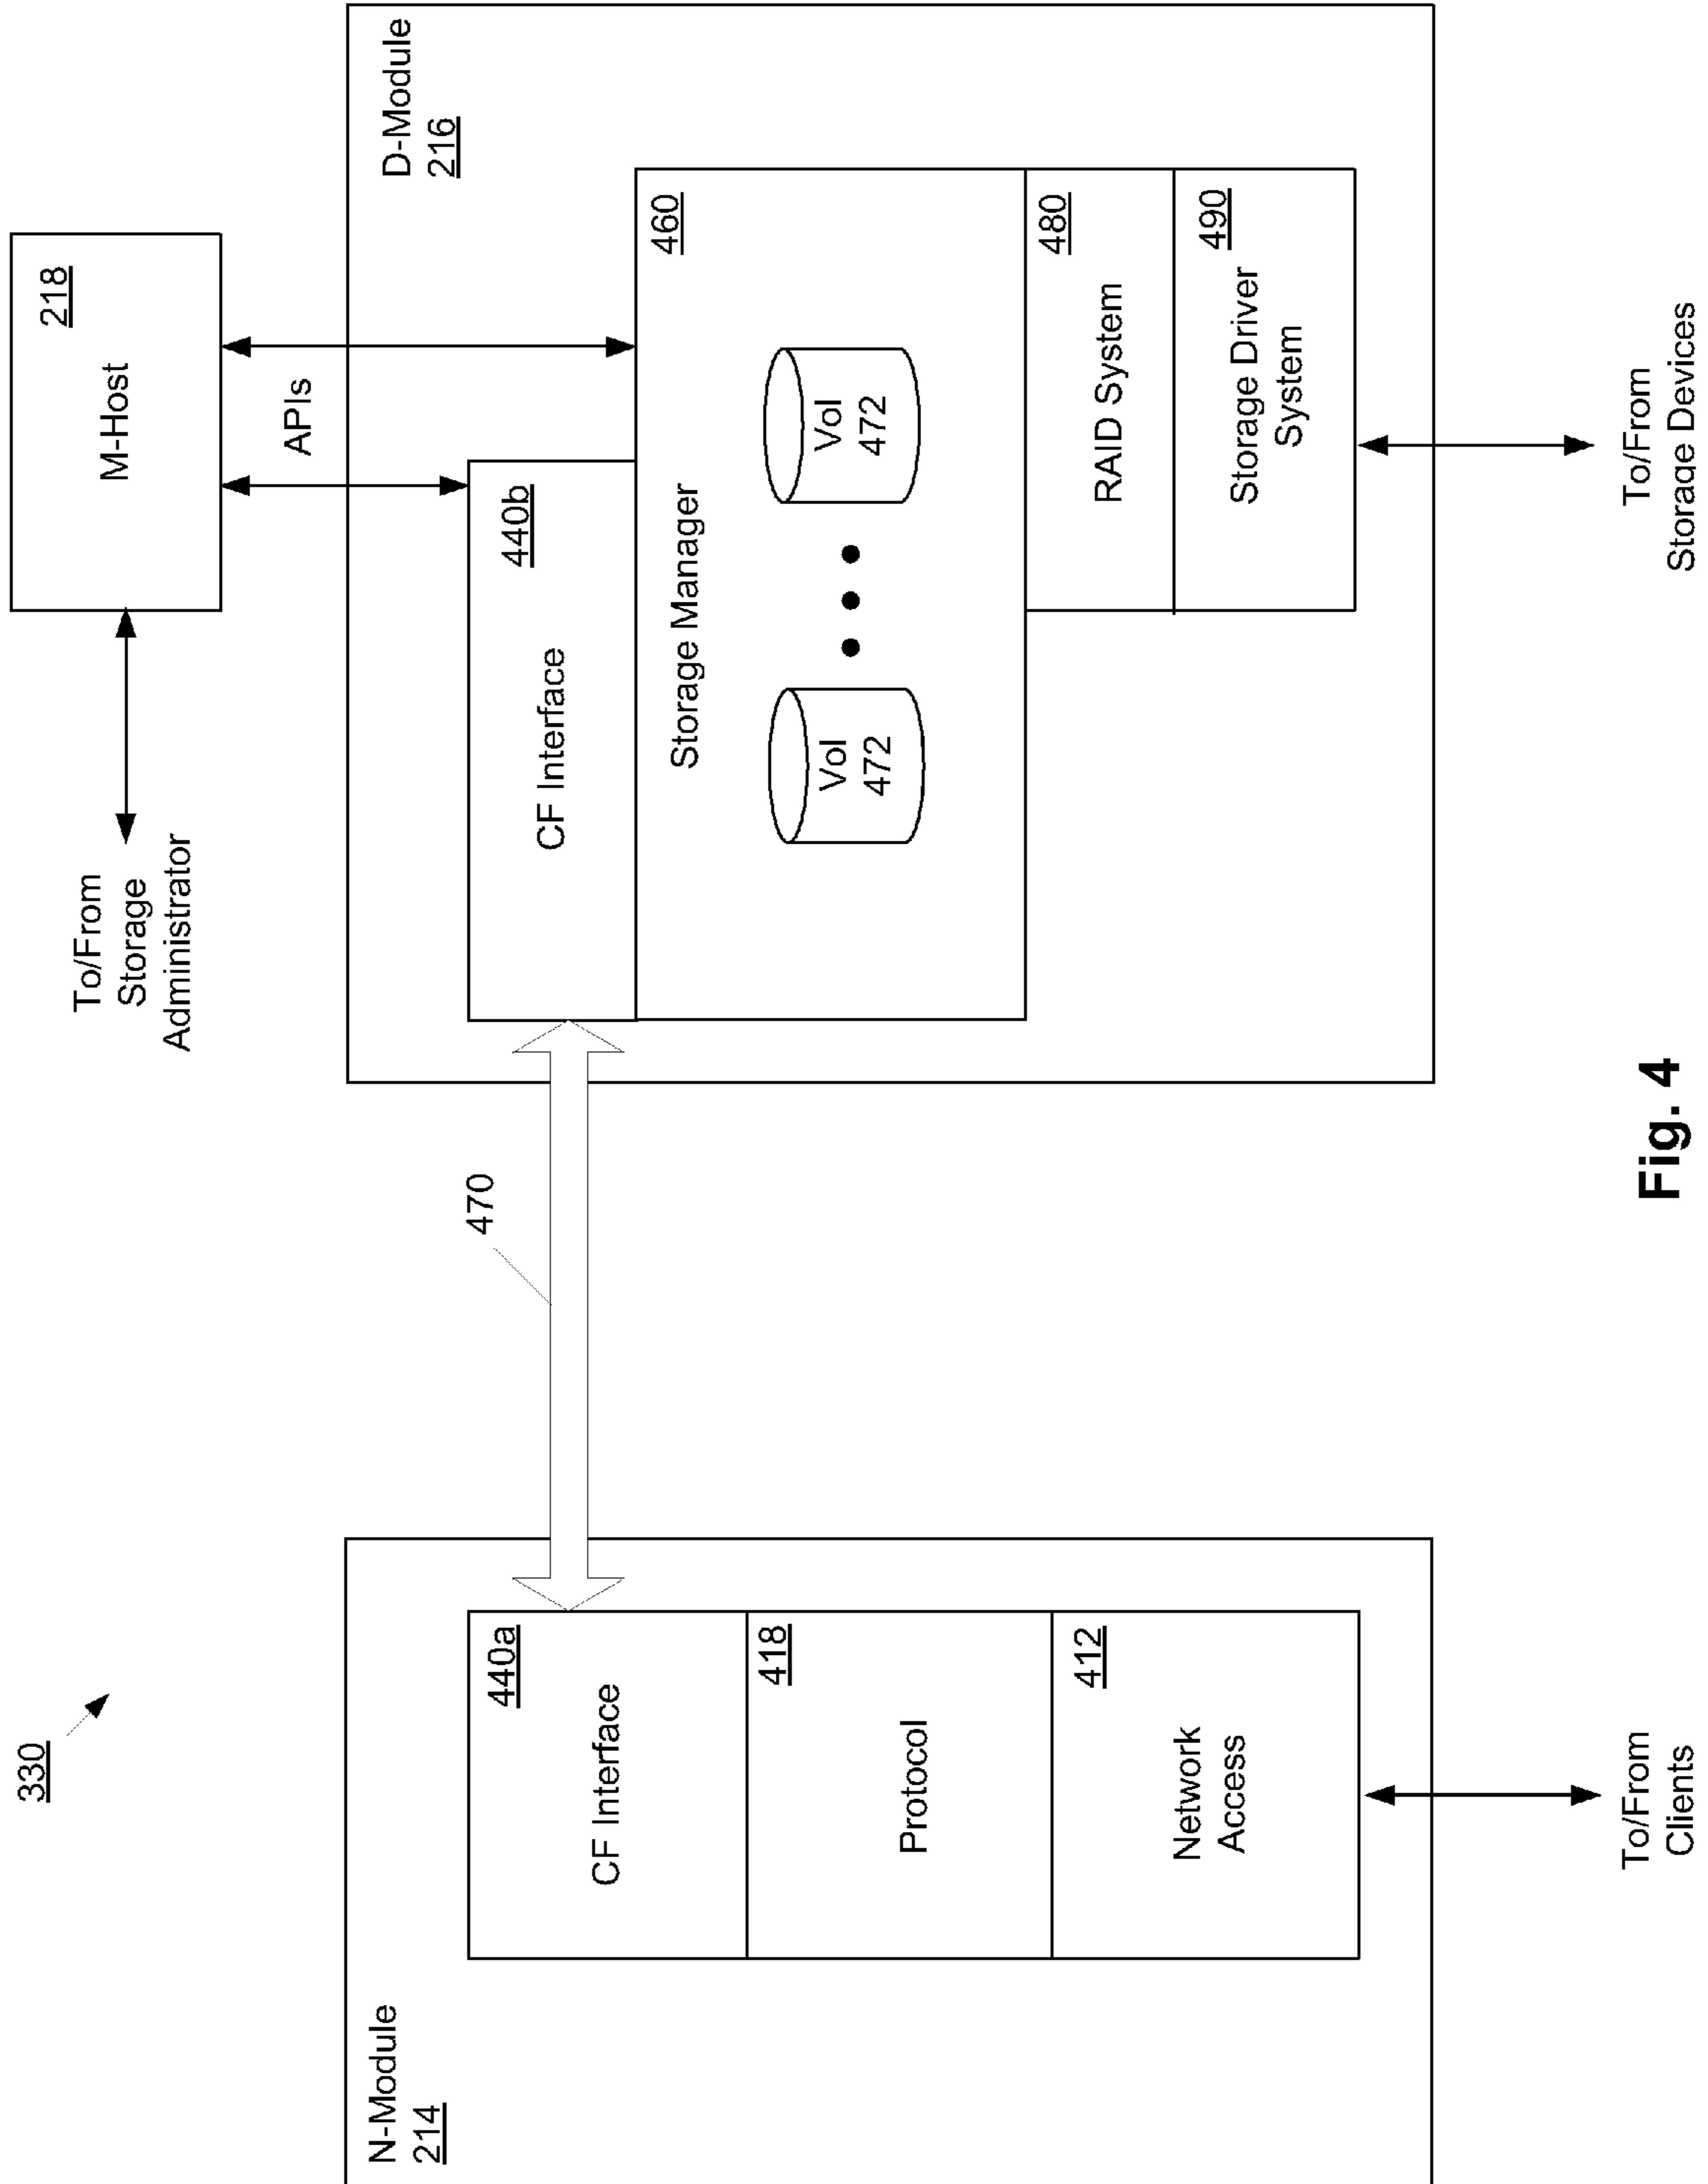 330
To/From
Storage
Administrator
M-Host
218
APIs
N-Module
214
CF Interface
440a
Protocol
418
Network
Access
412
To/From
Clients
470
D-Module
216
CF Interface
440b
Storage Manager
460
Vol
472
Vol
472
RAID System
480
Storage Driver
System
490
To/From
Storage Devices
Fig. 4